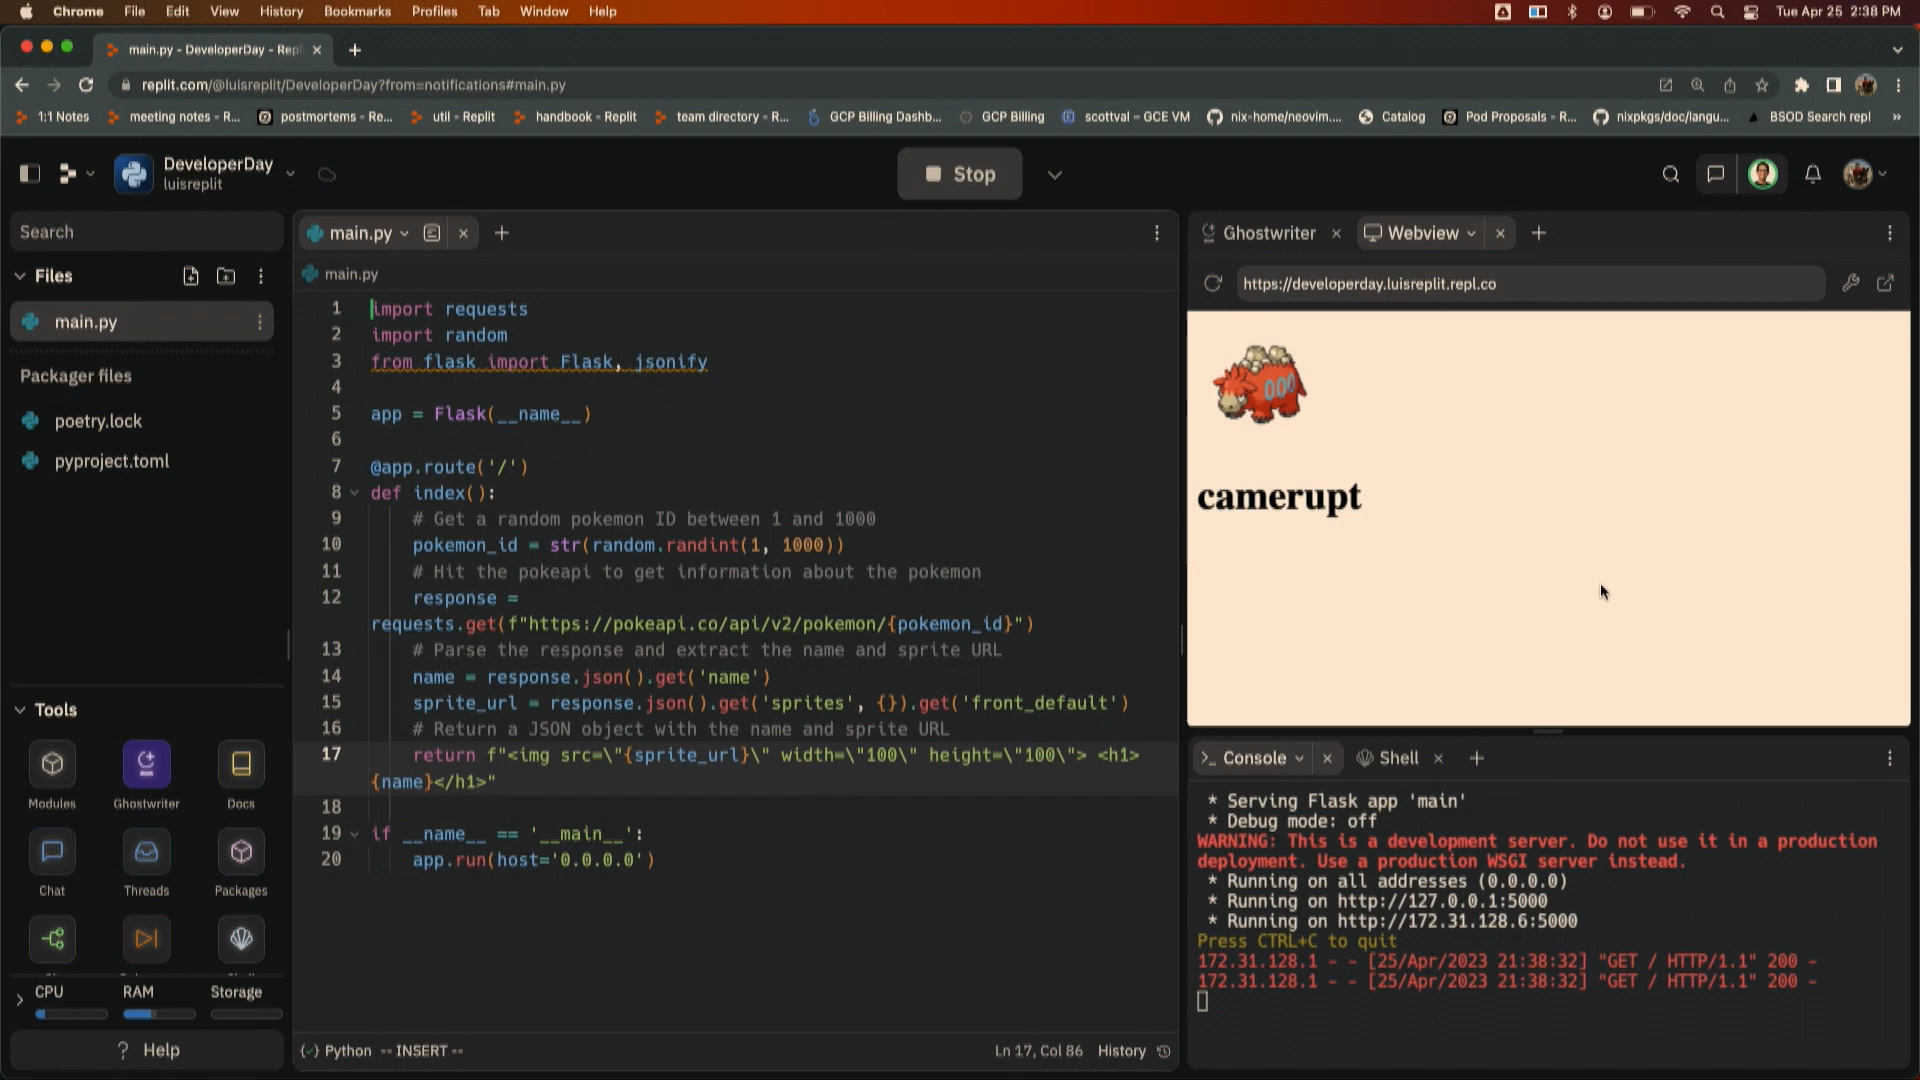 Chrome File Edit View History Bookmarks Profiles Tab Window Help Tue Apr 25 2:38 PM
main.py - DeveloperDay - Repl
replit.com/@luisreplit/DeveloperDay?from=notifications#main.py
1:1 Notes meeting notes - R... postmortems - Re... util - Replit handbook - Replit team directory - R... GCP Billing Dashb... GCP Billing scottval – GCE VM nix-home/neovim.... Catalog Pod Proposals - R... nixpkgs/doc/langu... BSOD Search repl »
DeveloperDay
luisreplit
Stop
Search
Files
main.py
Packager files
poetry.lock
pyproject.toml
Tools
Modules Ghostwriter Docs
Chat Threads Packages
CPU RAM Storage
? Help
main.py
main.py
1 import requests
2 import random
3 from flask import Flask, jsonify
4
5 app = Flask(__name__)
6
7 @app.route('/')
8 def index():
9 # Get a random pokemon ID between 1 and 1000
10 pokemon_id = str(random.randint(1, 1000))
11 # Hit the pokeapi to get information about the pokemon
12 response =
requests.get(f"https://pokeapi.co/api/v2/pokemon/{pokemon_id}")
13 # Parse the response and extract the name and sprite URL
14 name = response.json().get('name')
15 sprite_url = response.json().get('sprites', {}).get('front_default')
16 # Return a JSON object with the name and sprite URL
17 return f"<img src=\"{sprite_url}\" width=\"100\" height=\"100\"> <h1>
{name}</h1>"
18
19 if __name__ == '__main__':
20 app.run(host='0.0.0.0')
Python -- INSERT -- Ln 17, Col 86 History
Ghostwriter Webview
https://developerday.luisreplit.repl.co
camerupt
Console Shell
* Serving Flask app 'main'
* Debug mode: off
WARNING: This is a development server. Do not use it in a production
deployment. Use a production WSGI server instead.
* Running on all addresses (0.0.0.0)
* Running on http://127.0.0.1:5000
* Running on http://172.31.128.6:5000
Press CTRL+C to quit
172.31.128.1 - - [25/Apr/2023 21:38:32] "GET / HTTP/1.1" 200 -
172.31.128.1 - - [25/Apr/2023 21:38:32] "GET / HTTP/1.1" 200 -